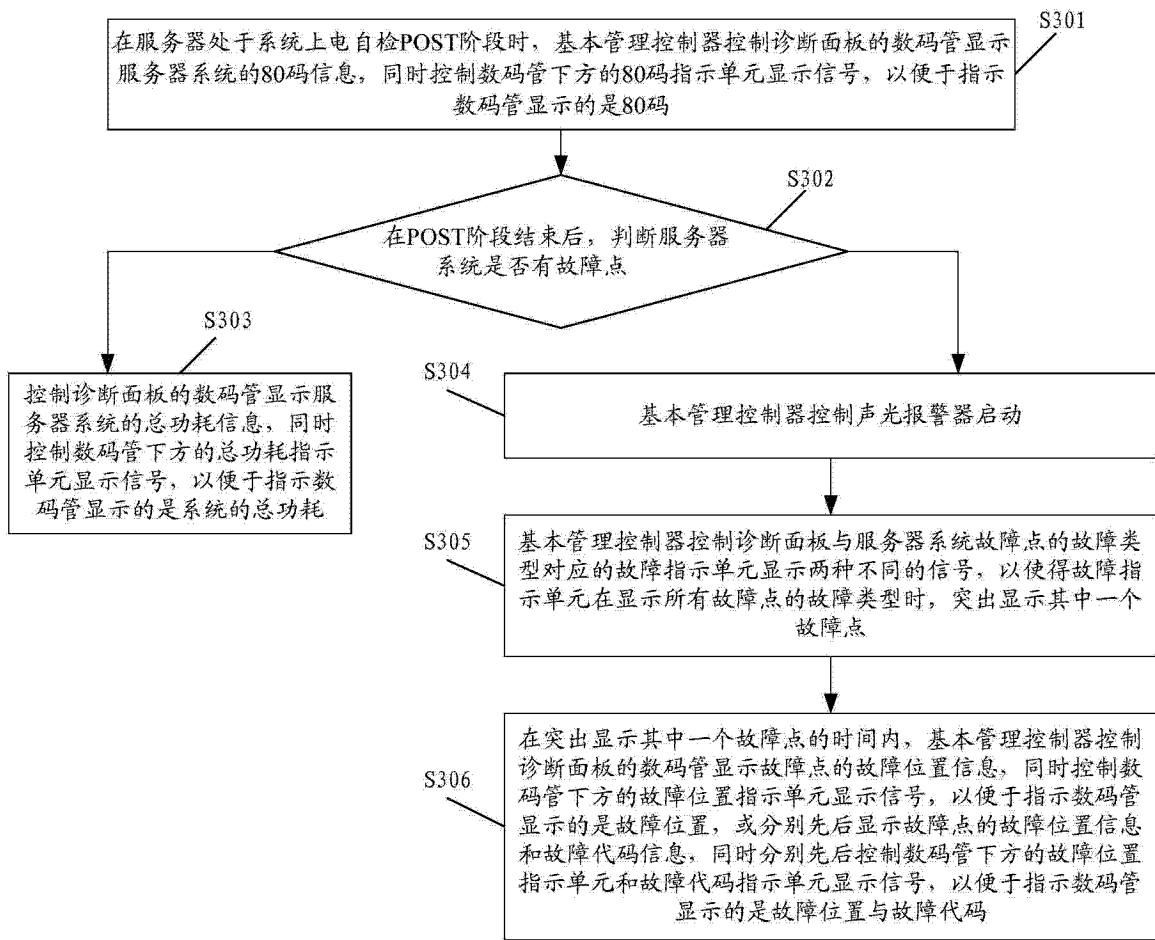 S301
在服务器处于系统上电自检POST阶段时，基本管理控制器控制诊断面板的数码管显示
服务器系统的80码信息，同时控制数码管下方的80码指示单元显示信号，以便于指示
数码管显示的是80码
S302
在POST阶段结束后，判断服务器
系统是否有故障点
S303
控制诊断面板的数码管显示服
务器系统的总功耗信息，同时
控制数码管下方的总功耗指示
单元显示信号，以便于指示数
码管显示的是系统的总功耗
S304
基本管理控制器控制声光报警器启动
S305
基本管理控制器控制诊断面板与服务器系统故障点的故障类
型对应的故障指示单元显示两种不同的信号，以使得故障指
示单元在显示所有故障点的故障类型时，突出显示其中一个
故障点
S306
在突出显示其中一个故障点的时间内，基本管理控制器控制
诊断面板的数码管显示故障点的故障位置信息，同时控制数
码管下方的故障位置指示单元显示信号，以便于指示数码管
显示的是故障位置，或分别先后显示故障点的故障位置信息
和故障代码信息，同时分别先后控制数码管下方的故障位置
指示单元和故障代码指示单元显示信号，以便于指示数码管
显示的是故障位置与故障代码